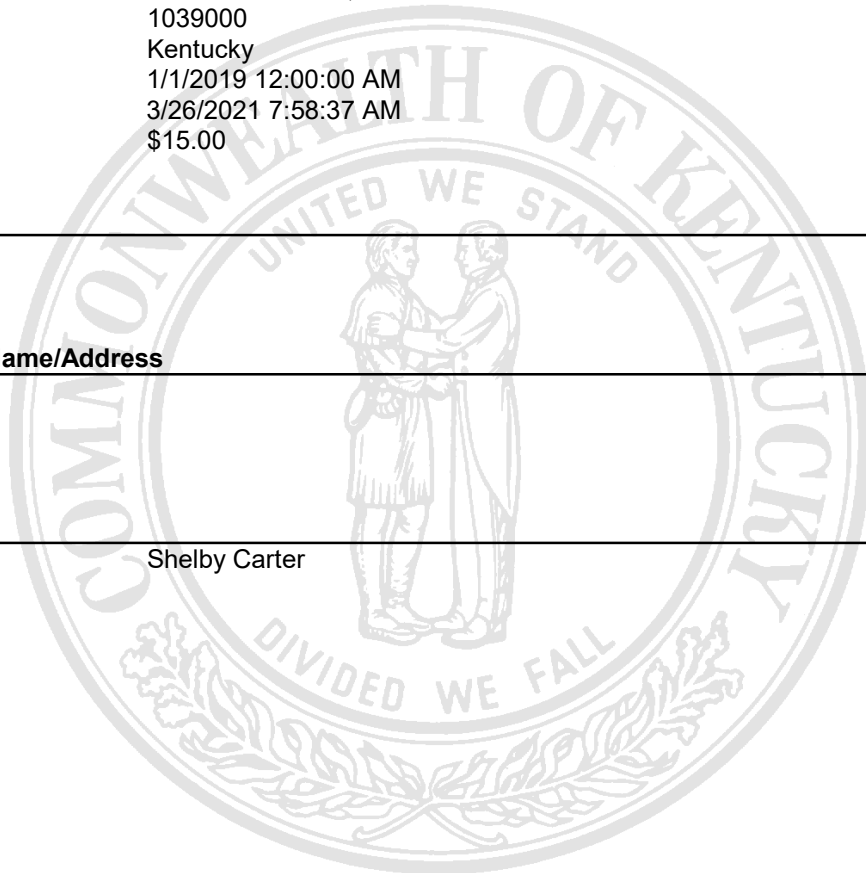 1039000
Kentucky
1/1/2019 12:00:00 AM
3/26/2021 7:58:37 AM
$15.00
COMMONWEALTH OF KENTUCKY
UNITED WE STAND
ame/Address
Shelby Carter
DIVIDED WE FALL